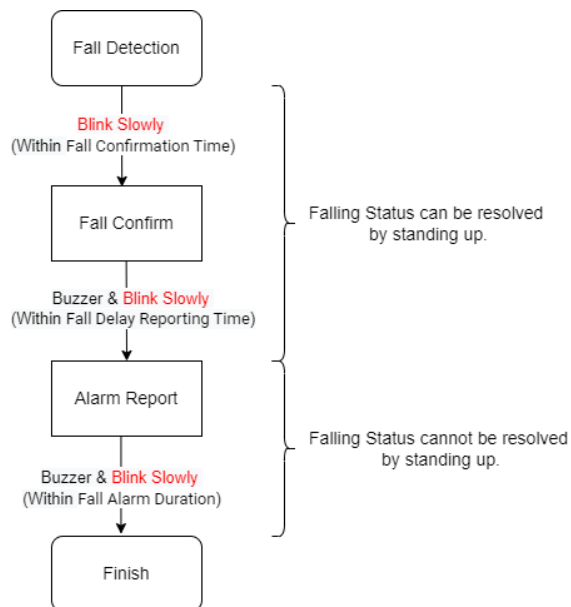 Fall Detection
Blink Slowly
(Within Fall Confirmation Time)
Fall Confirm
Falling Status can be resolved
by standing up.
Buzzer & Blink Slowly
(Within Fall Delay Reporting Time)
Alarm Report
Falling Status cannot be resolved
by standing up.
Buzzer & Blink Slowly
(Within Fall Alarm Duration)
Finish